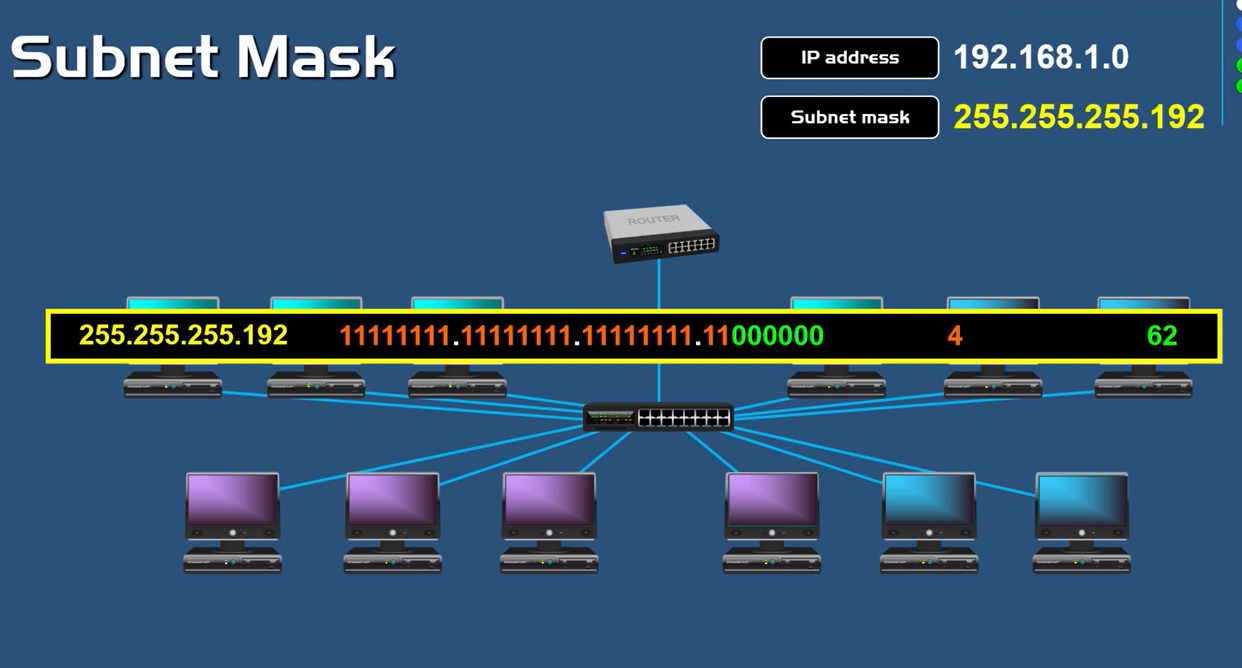 Subnet Mask
IP address 192.168.1.0
Subnet mask 255.255.255.192
ROUTER
255.255.255.192 11111111.11111111.11111111.11000000 4 62